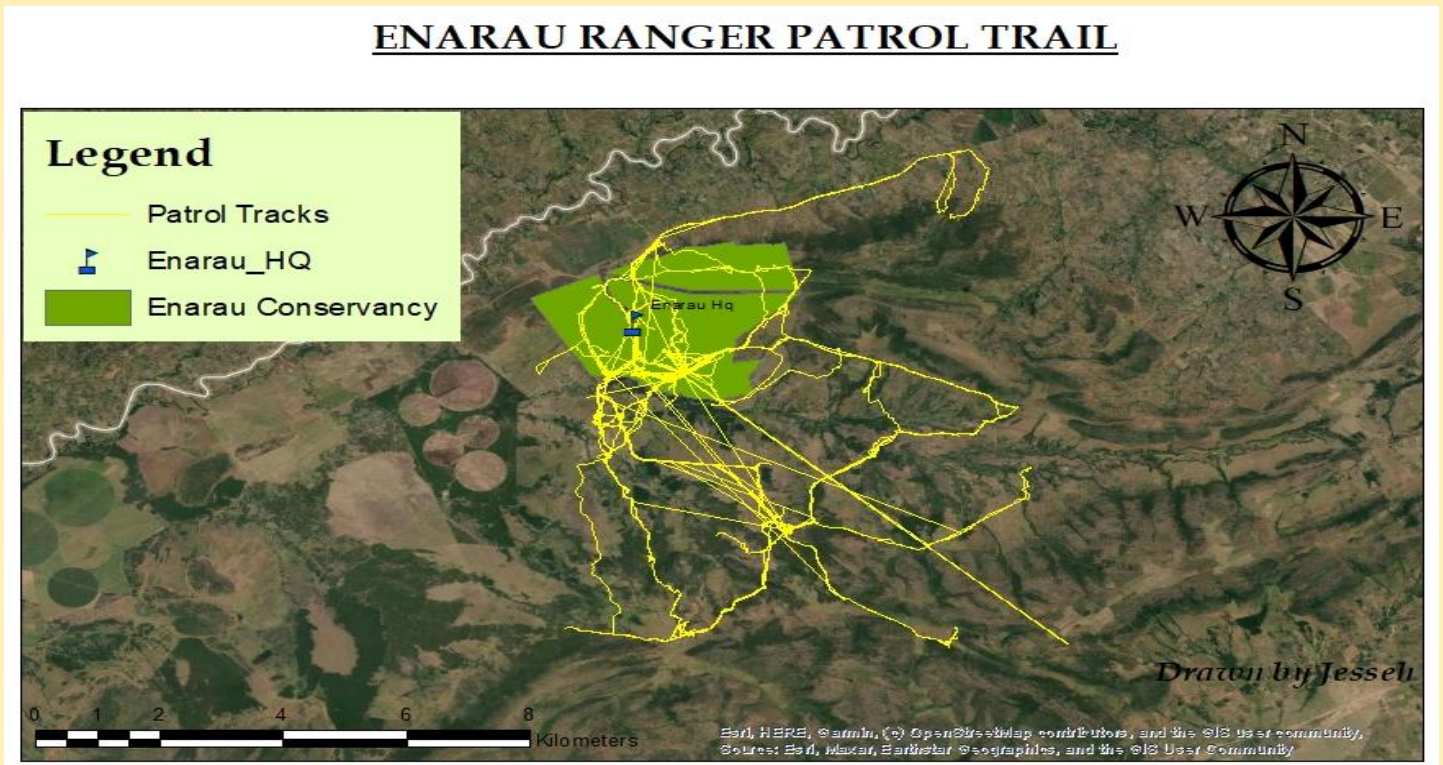 ENARAU RANGER PATROL TRAIL
Legend
Patrol Tracks
Enarau_HQ
Enarau Conservancy
N
W
E
S
Enarau Hq
Drawn by Jesseh
0 1 2 4 6 8
Kilometers
Esri, HERE, Garmin, (c) OpenStreetMap contributors, and the GIS user community,
Source: Esri, Maxar, Earthstar Geographics, and the GIS User Community